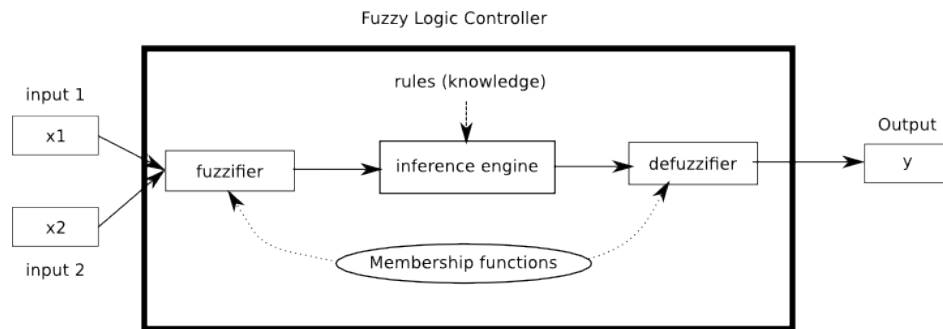 Fuzzy Logic Controller
rules (knowledge)
input 1
x1
Output
fuzzifier
inference engine
defuzzifier
y
x2
input 2
Membership functions